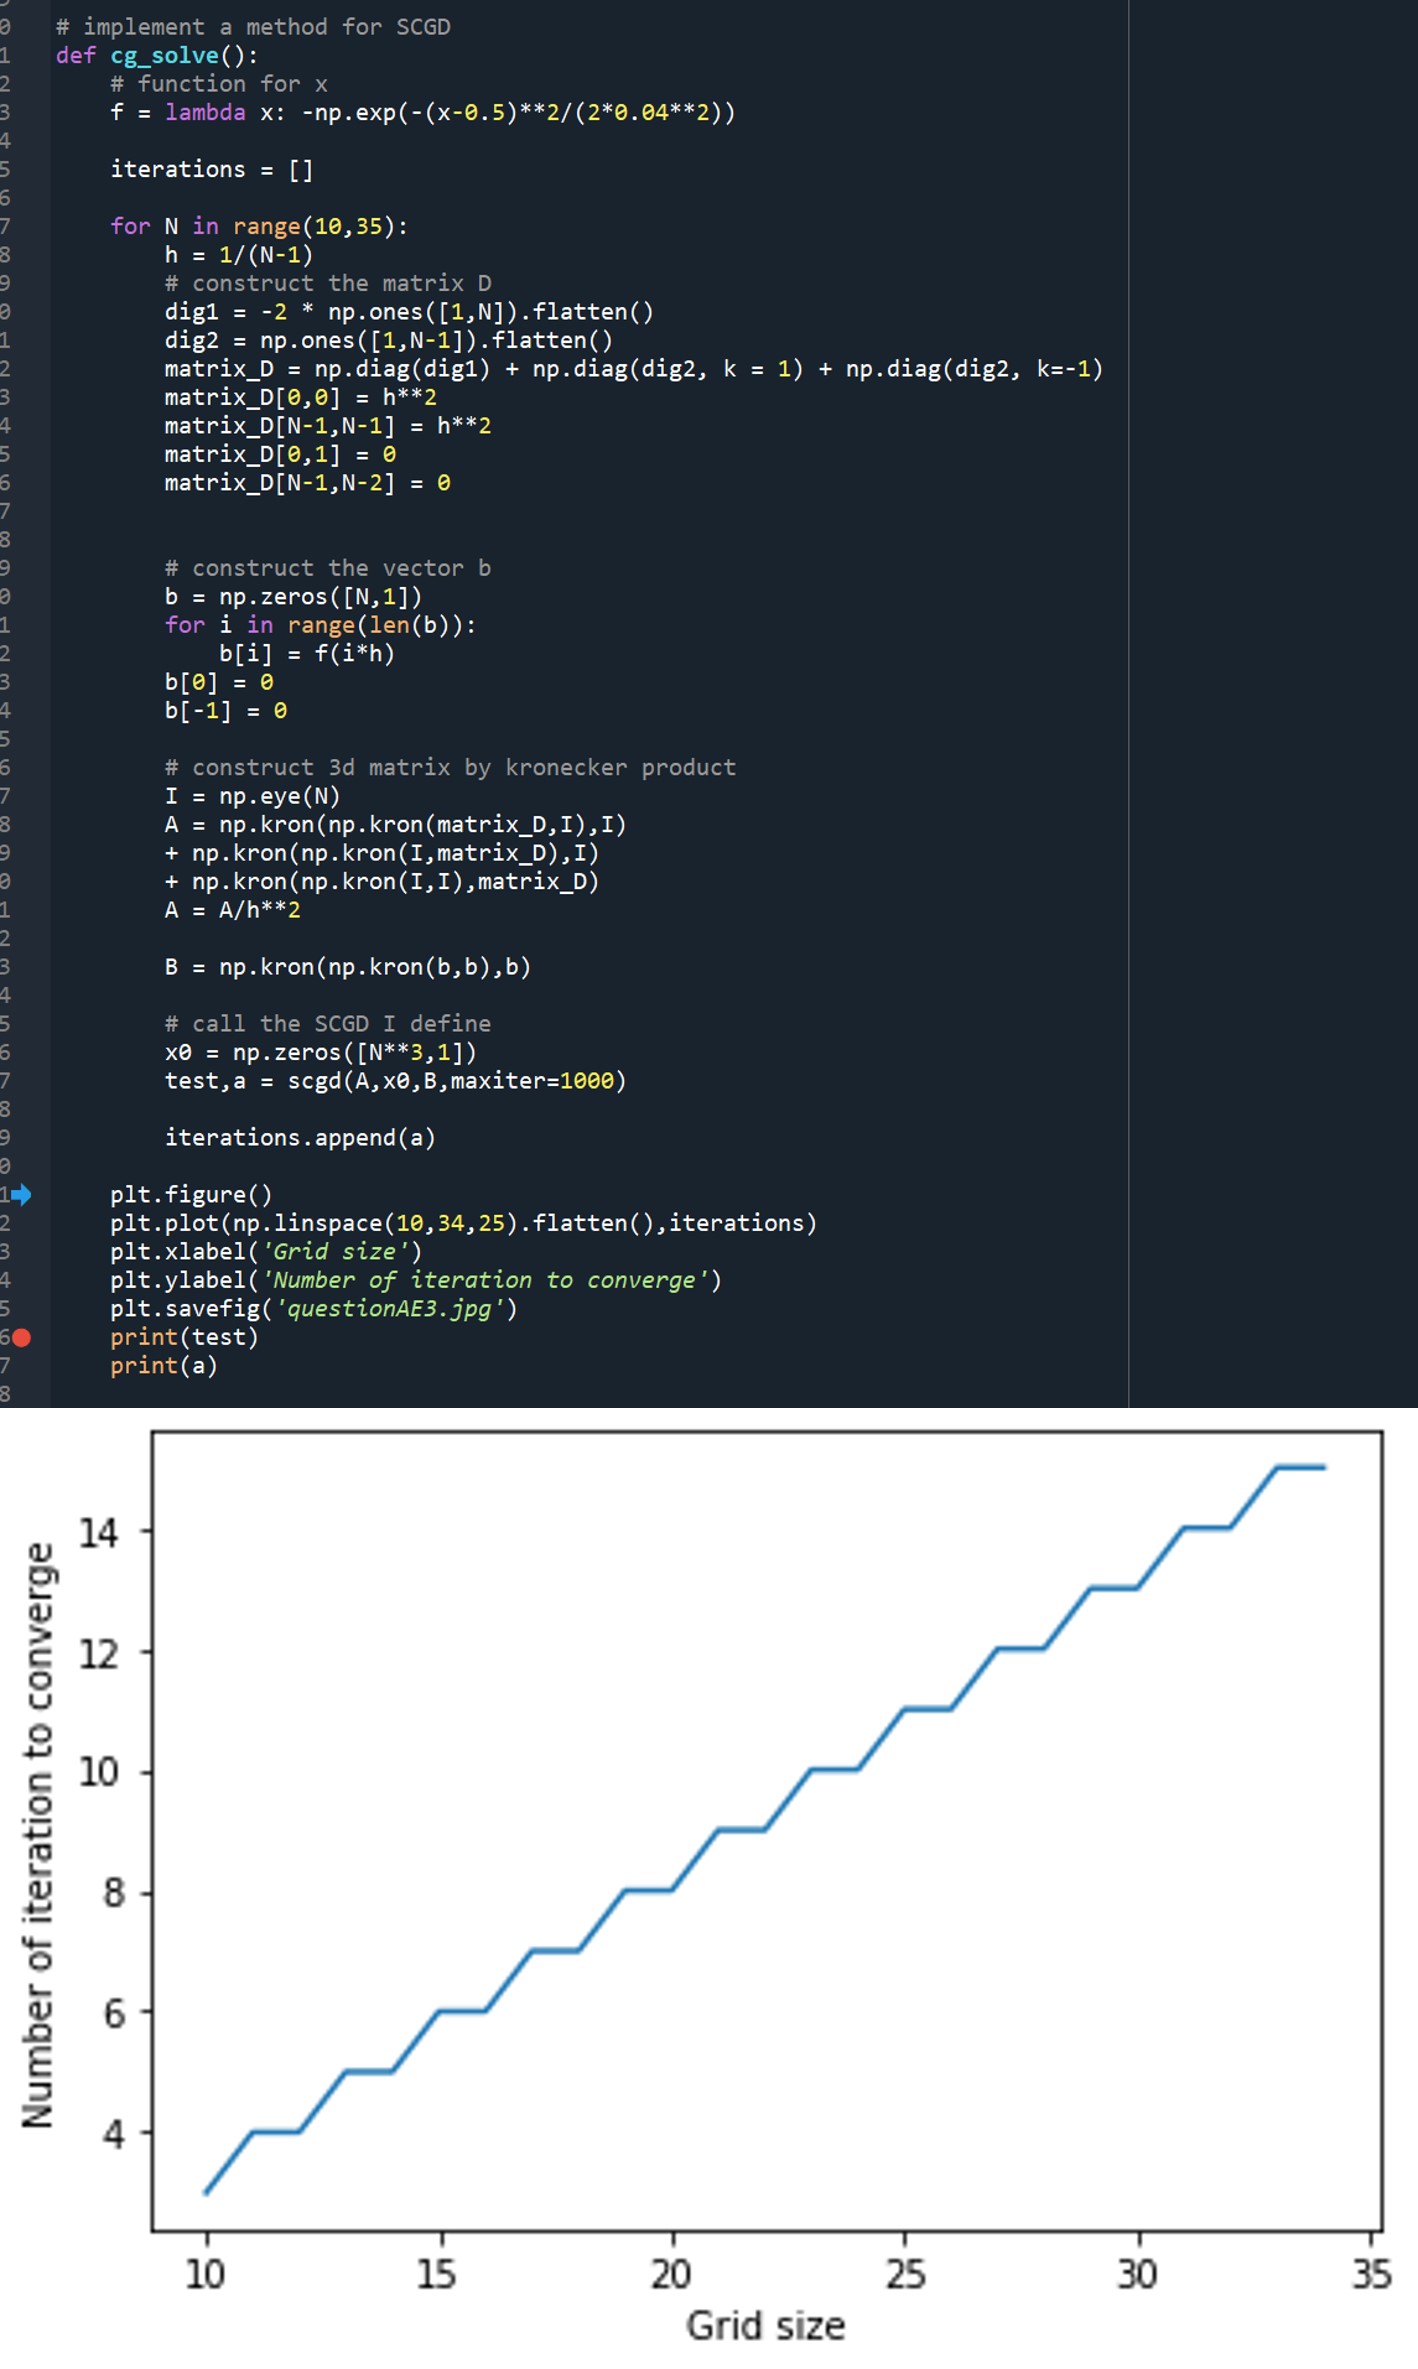 0 # implement a method for SCGD
1 def cg_solve():
2     # function for x
3     f = lambda x: -np.exp(-(x-0.5)**2/(2*0.04**2))
4
5     iterations = []
6
7     for N in range(10,35):
8         h = 1/(N-1)
9         # construct the matrix D
0         dig1 = -2 * np.ones([1,N]).flatten()
1         dig2 = np.ones([1,N-1]).flatten()
2         matrix_D = np.diag(dig1) + np.diag(dig2, k = 1) + np.diag(dig2, k=-1)
3         matrix_D[0,0] = h**2
4         matrix_D[N-1,N-1] = h**2
5         matrix_D[0,1] = 0
6         matrix_D[N-1,N-2] = 0
7
8
9         # construct the vector b
0         b = np.zeros([N,1])
1         for i in range(len(b)):
2             b[i] = f(i*h)
3         b[0] = 0
4         b[-1] = 0
5
6         # construct 3d matrix by kronecker product
7         I = np.eye(N)
8         A = np.kron(np.kron(matrix_D,I),I)
9         + np.kron(np.kron(I,matrix_D),I)
0         + np.kron(np.kron(I,I),matrix_D)
1         A = A/h**2
2
3         B = np.kron(np.kron(b,b),b)
4
5         # call the SCGD I define
6         x0 = np.zeros([N**3,1])
7         test,a = scgd(A,x0,B,maxiter=1000)
8
9         iterations.append(a)
0
1     plt.figure()
2     plt.plot(np.linspace(10,34,25).flatten(),iterations)
3     plt.xlabel('Grid size')
4     plt.ylabel('Number of iteration to converge')
5     plt.savefig('questionAE3.jpg')
6     print(test)
7     print(a)
8
Number of iteration to converge
14
12
10
8
6
4
10 15 20 25 30 35
Grid size